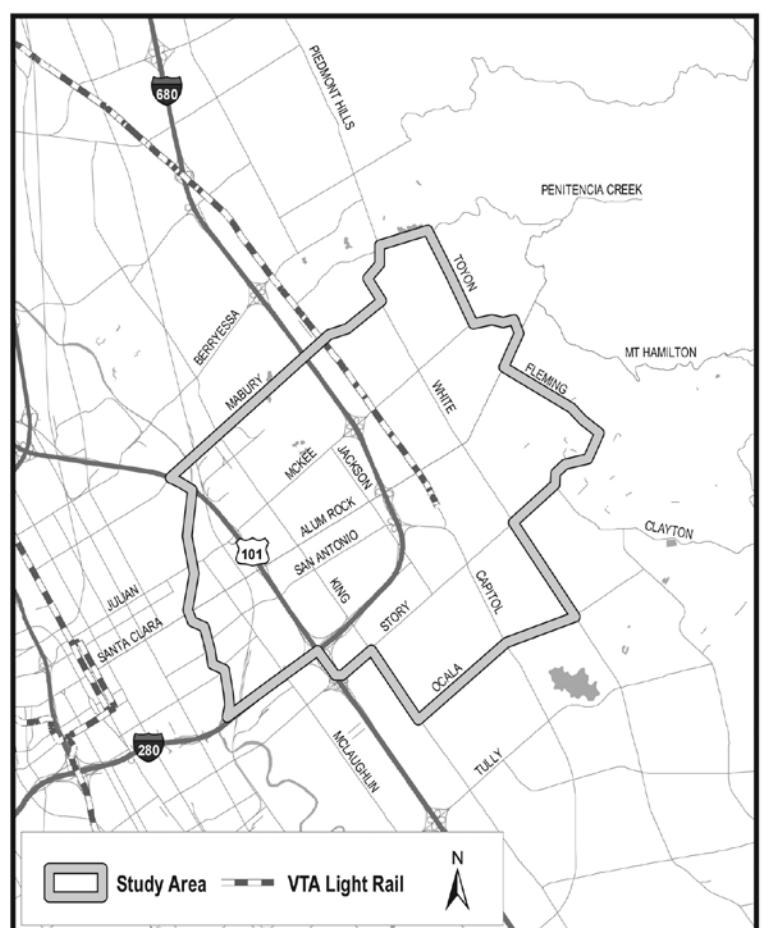 PIEDMONT HILLS
680
PENITENCIA CREEK
TOYON
BERRYESSA
MT HAMILTON
FLEMING
MABURY
WHITE
MCKEE
JACKSON
ALUM ROCK
CLAYTON
SAN ANTONIO
101
KING
CAPITOL
JULIAN
STORY
SANTA CLARA
OCALA
280
MCLAUGHLIN
TULLY
N
Study Area
VTA Light Rail